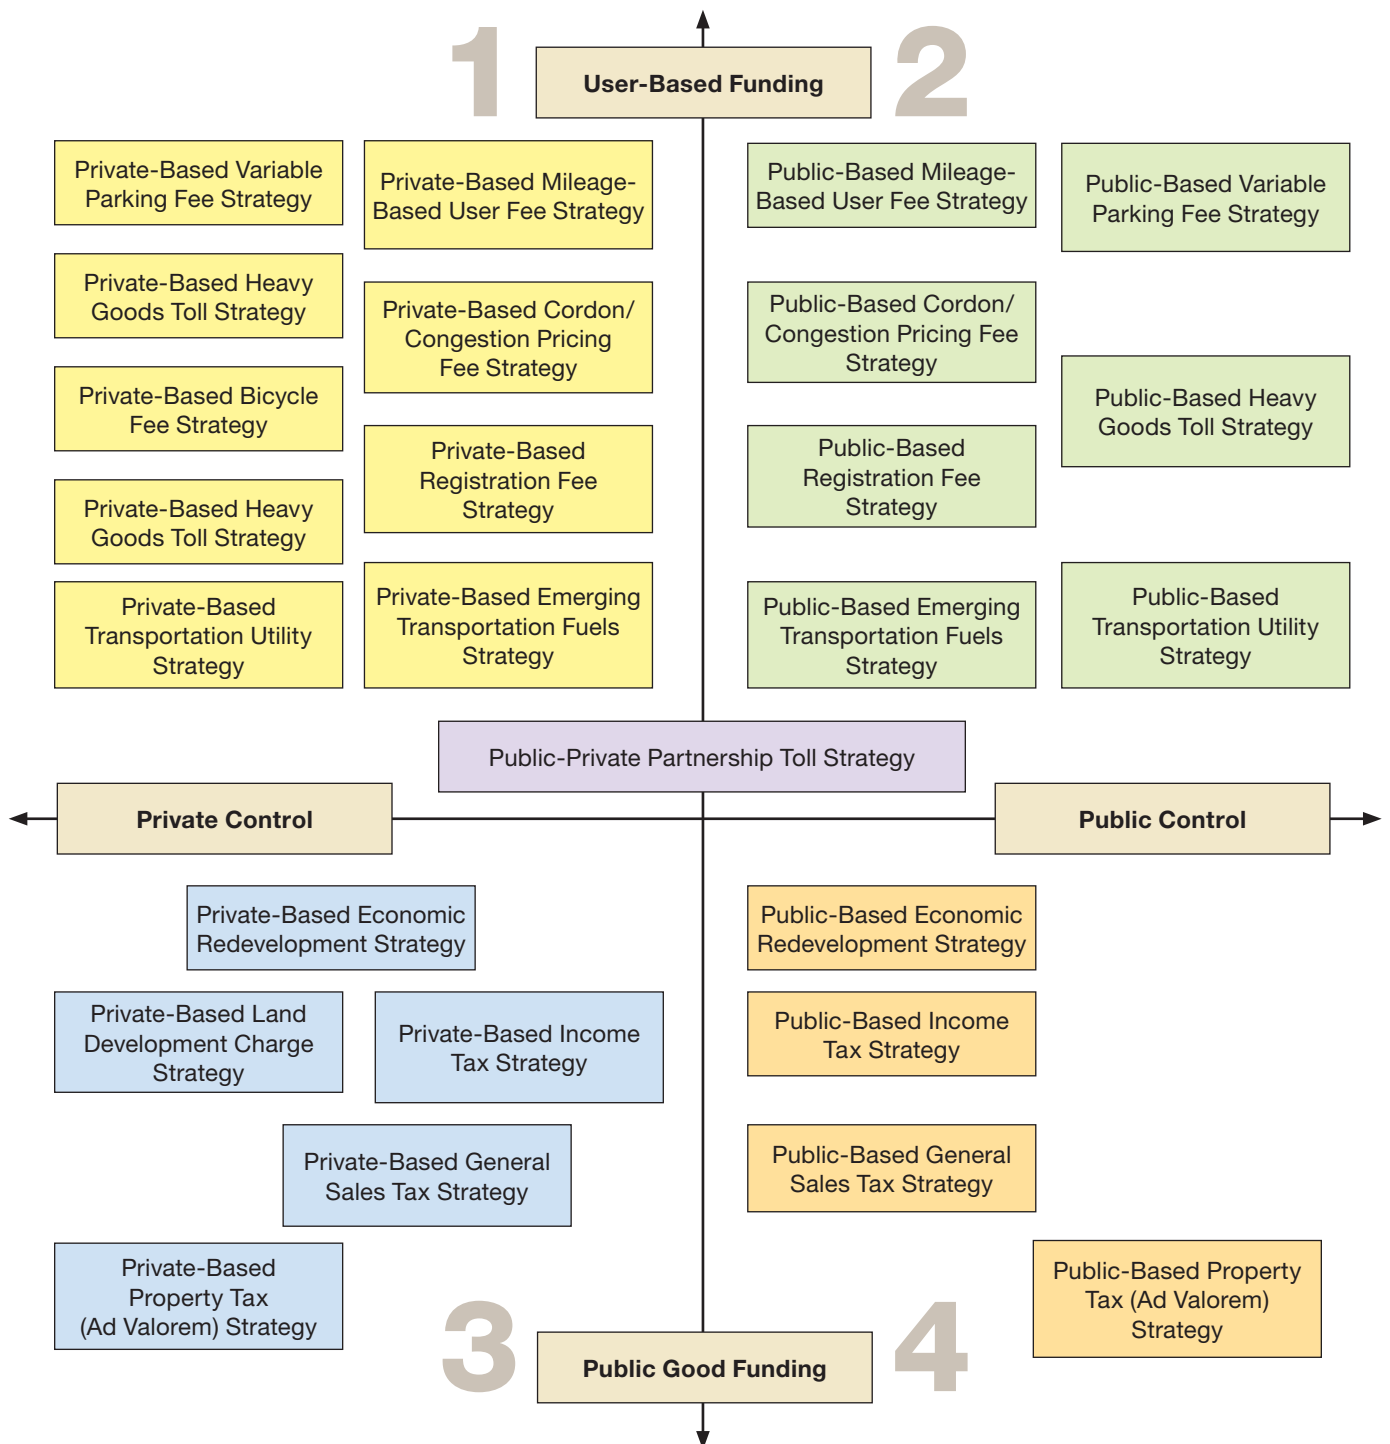 1
User-Based Funding
2
Private-Based Variable
Parking Fee Strategy
Private-Based Mileage-
Based User Fee Strategy
Private-Based Heavy
Goods Toll Strategy
Private-Based Cordon/
Congestion Pricing
Fee Strategy
Private-Based Bicycle
Fee Strategy
Private-Based
Registration Fee
Strategy
Private-Based Heavy
Goods Toll Strategy
Private-Based
Transportation Utility
Strategy
Private-Based Emerging
Transportation Fuels
Strategy
Public-Based Mileage-
Based User Fee Strategy
Public-Based Variable
Parking Fee Strategy
Public-Based Cordon/
Congestion Pricing Fee
Strategy
Public-Based Heavy
Goods Toll Strategy
Public-Based
Registration Fee
Strategy
Public-Based Emerging
Transportation Fuels
Strategy
Public-Based
Transportation Utility
Strategy
Public-Private Partnership Toll Strategy
Private Control
Public Control
Private-Based Economic
Redevelopment Strategy
Private-Based Land
Development Charge
Strategy
Private-Based Income
Tax Strategy
Private-Based General
Sales Tax Strategy
Private-Based
Property Tax
(Ad Valorem) Strategy
Public-Based Economic
Redevelopment Strategy
Public-Based Income
Tax Strategy
Public-Based General
Sales Tax Strategy
Public-Based Property
Tax (Ad Valorem)
Strategy
3
Public Good Funding
4